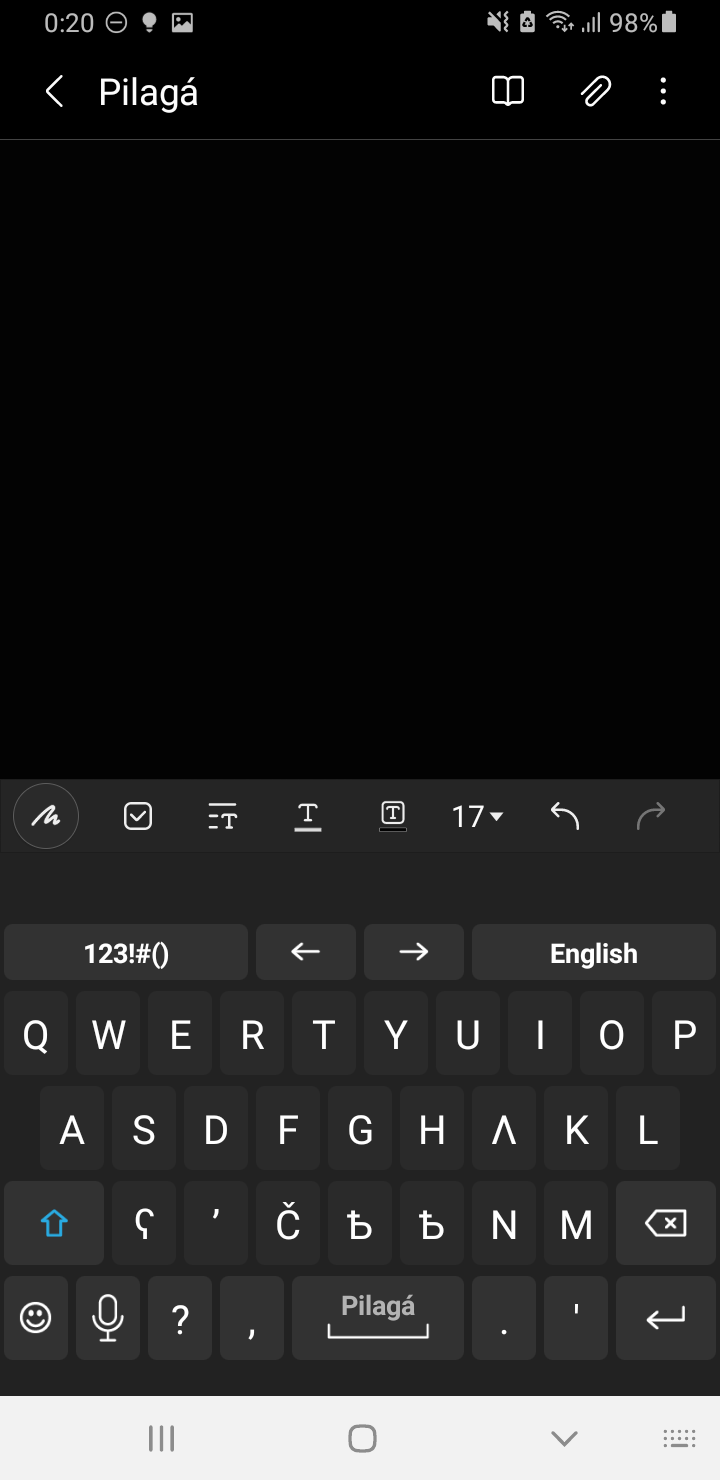 0:20 98%
Pilagá
17
123!#() ← → English
Q W E R T Y U I O P
A S D F G H Ʌ K L
ʕ ʼ Č Ѣ Ѣ N M
? , Pilagá . '